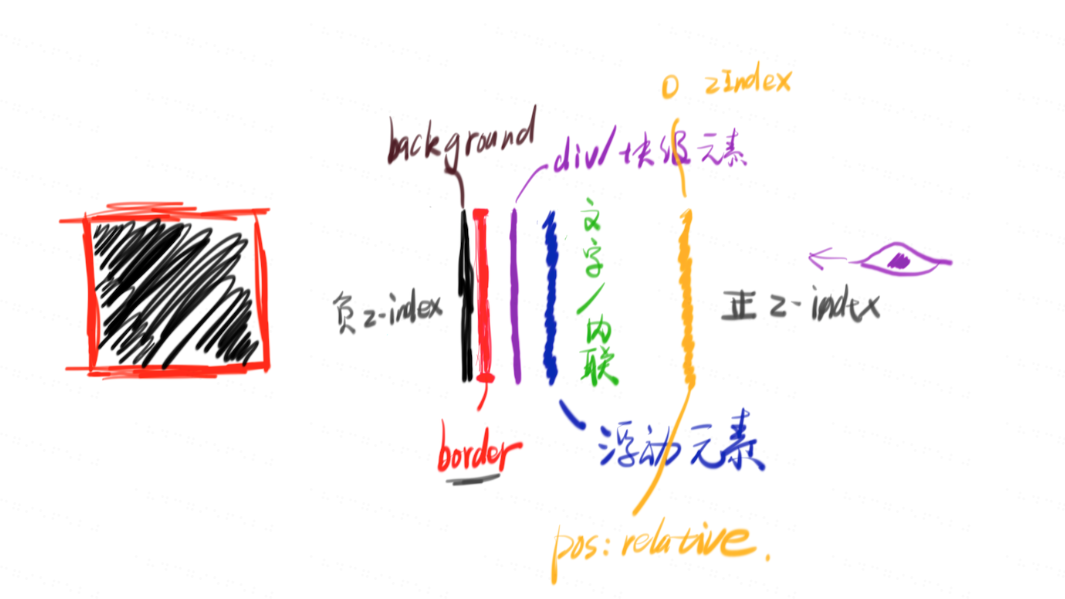 0 zIndex
background
div/块级元素
文字/内联
负z-index
正z-index
border
浮动元素
pos: relative.